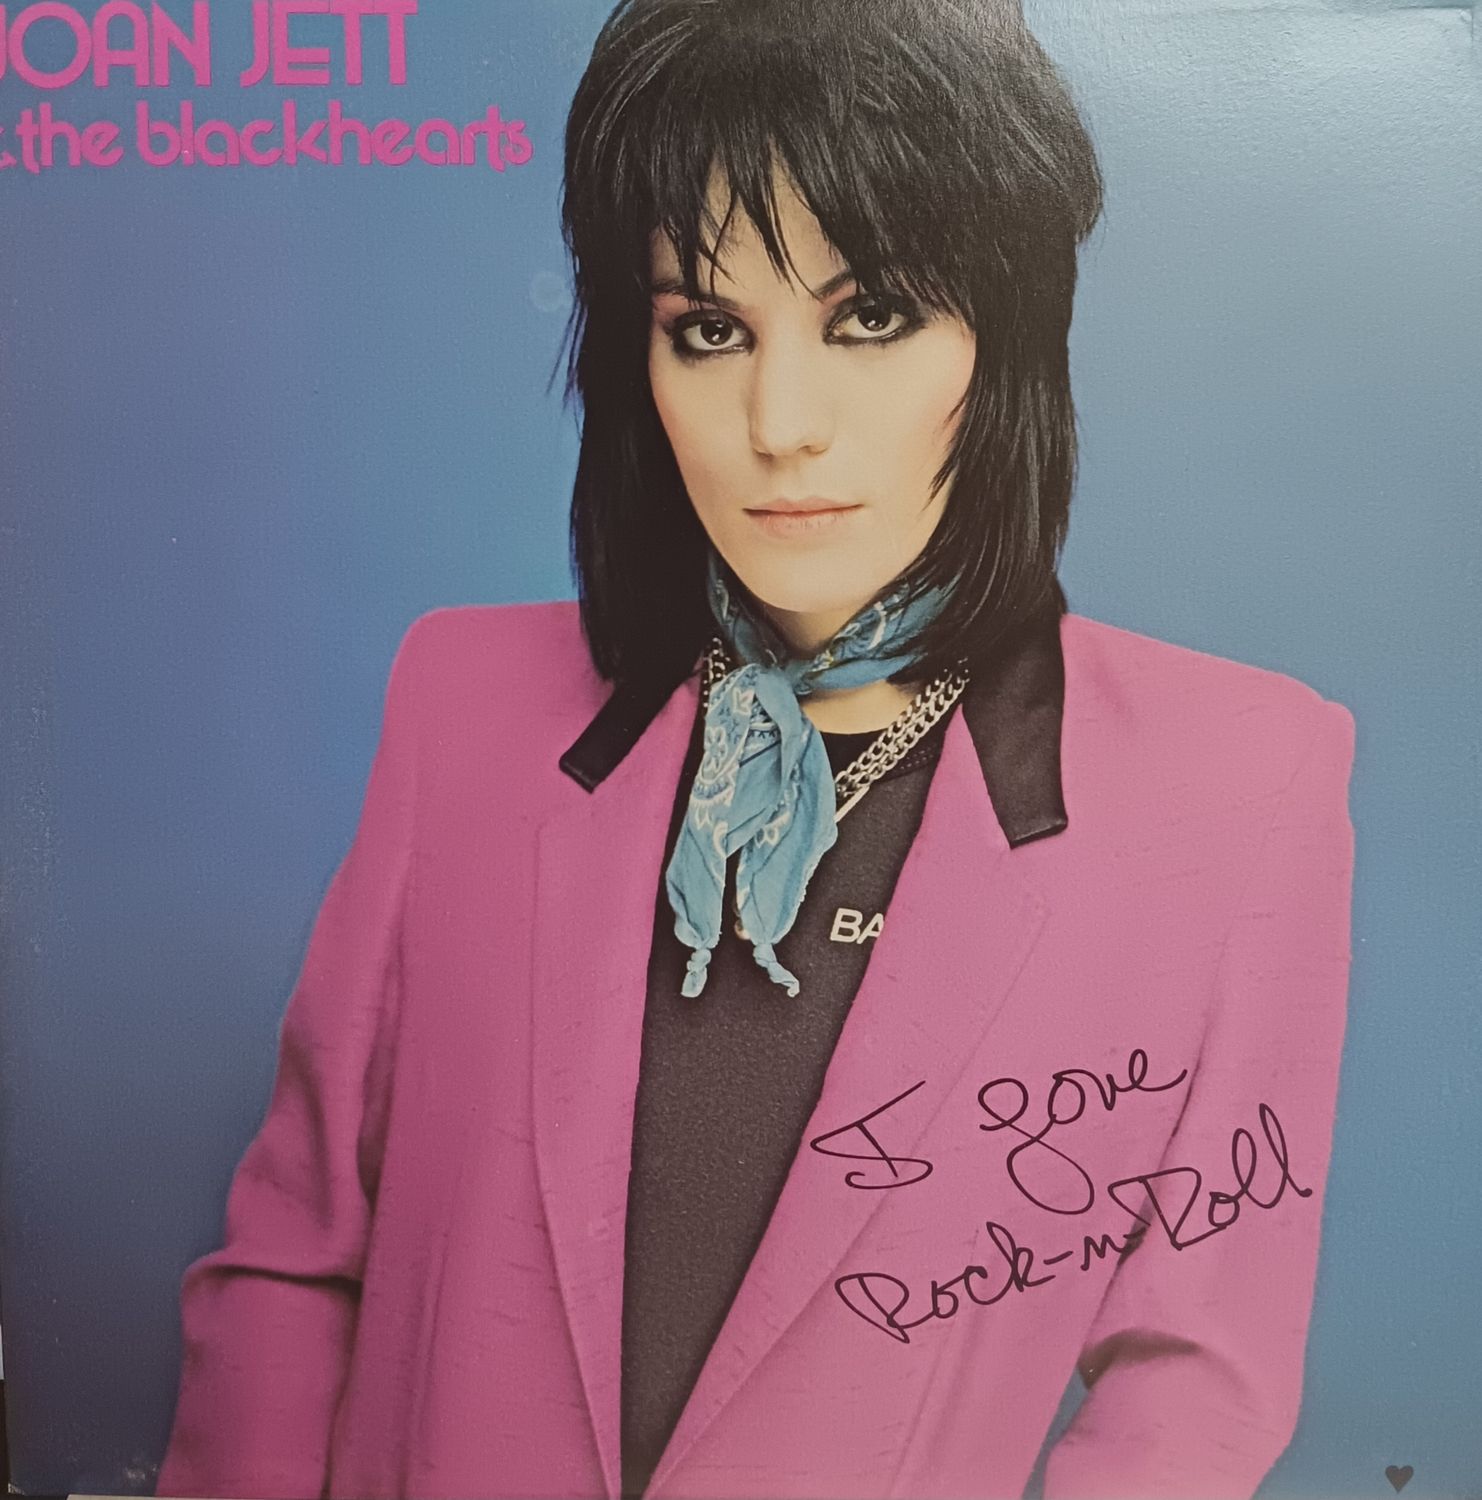 JOAN JETT
& the blackhearts
BA
I Love
Rock-n-Roll